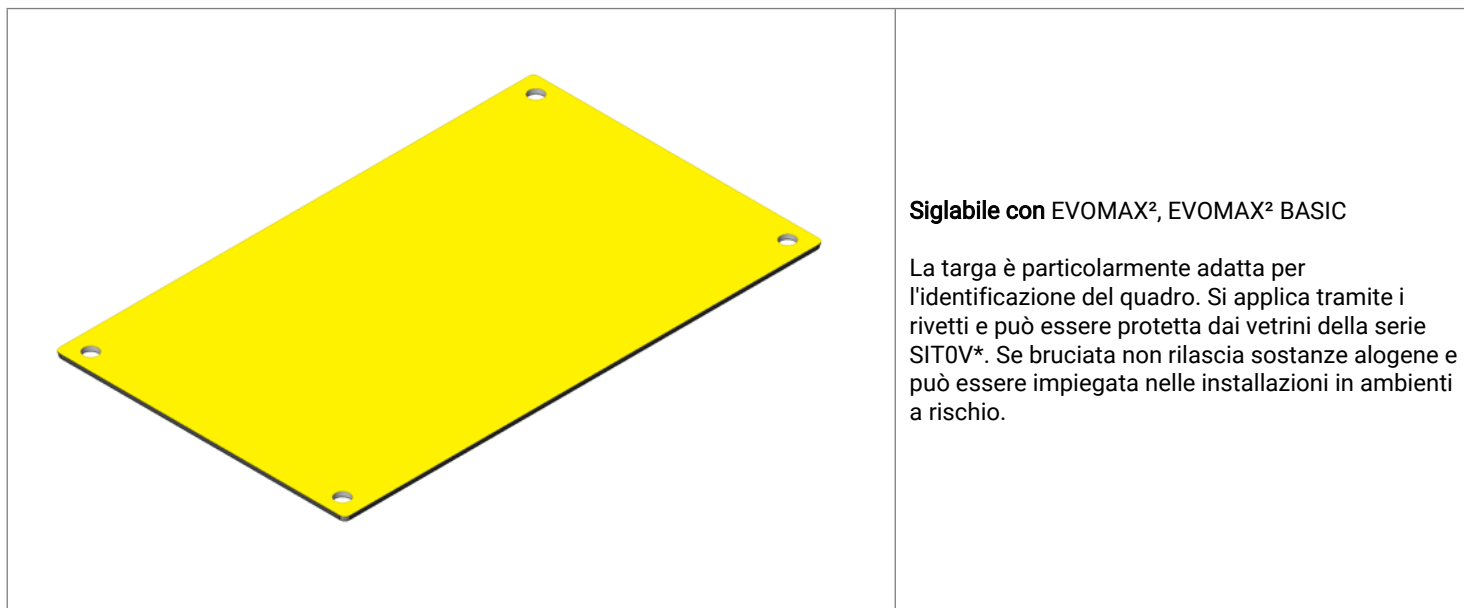 Siglabile con EVOMAX², EVOMAX² BASIC
La targa è particolarmente adatta per
l'identificazione del quadro. Si applica tramite i
rivetti e può essere protetta dai vetrini della serie
SIT0V*. Se bruciata non rilascia sostanze alogene e
può essere impiegata nelle installazioni in ambienti
a rischio.